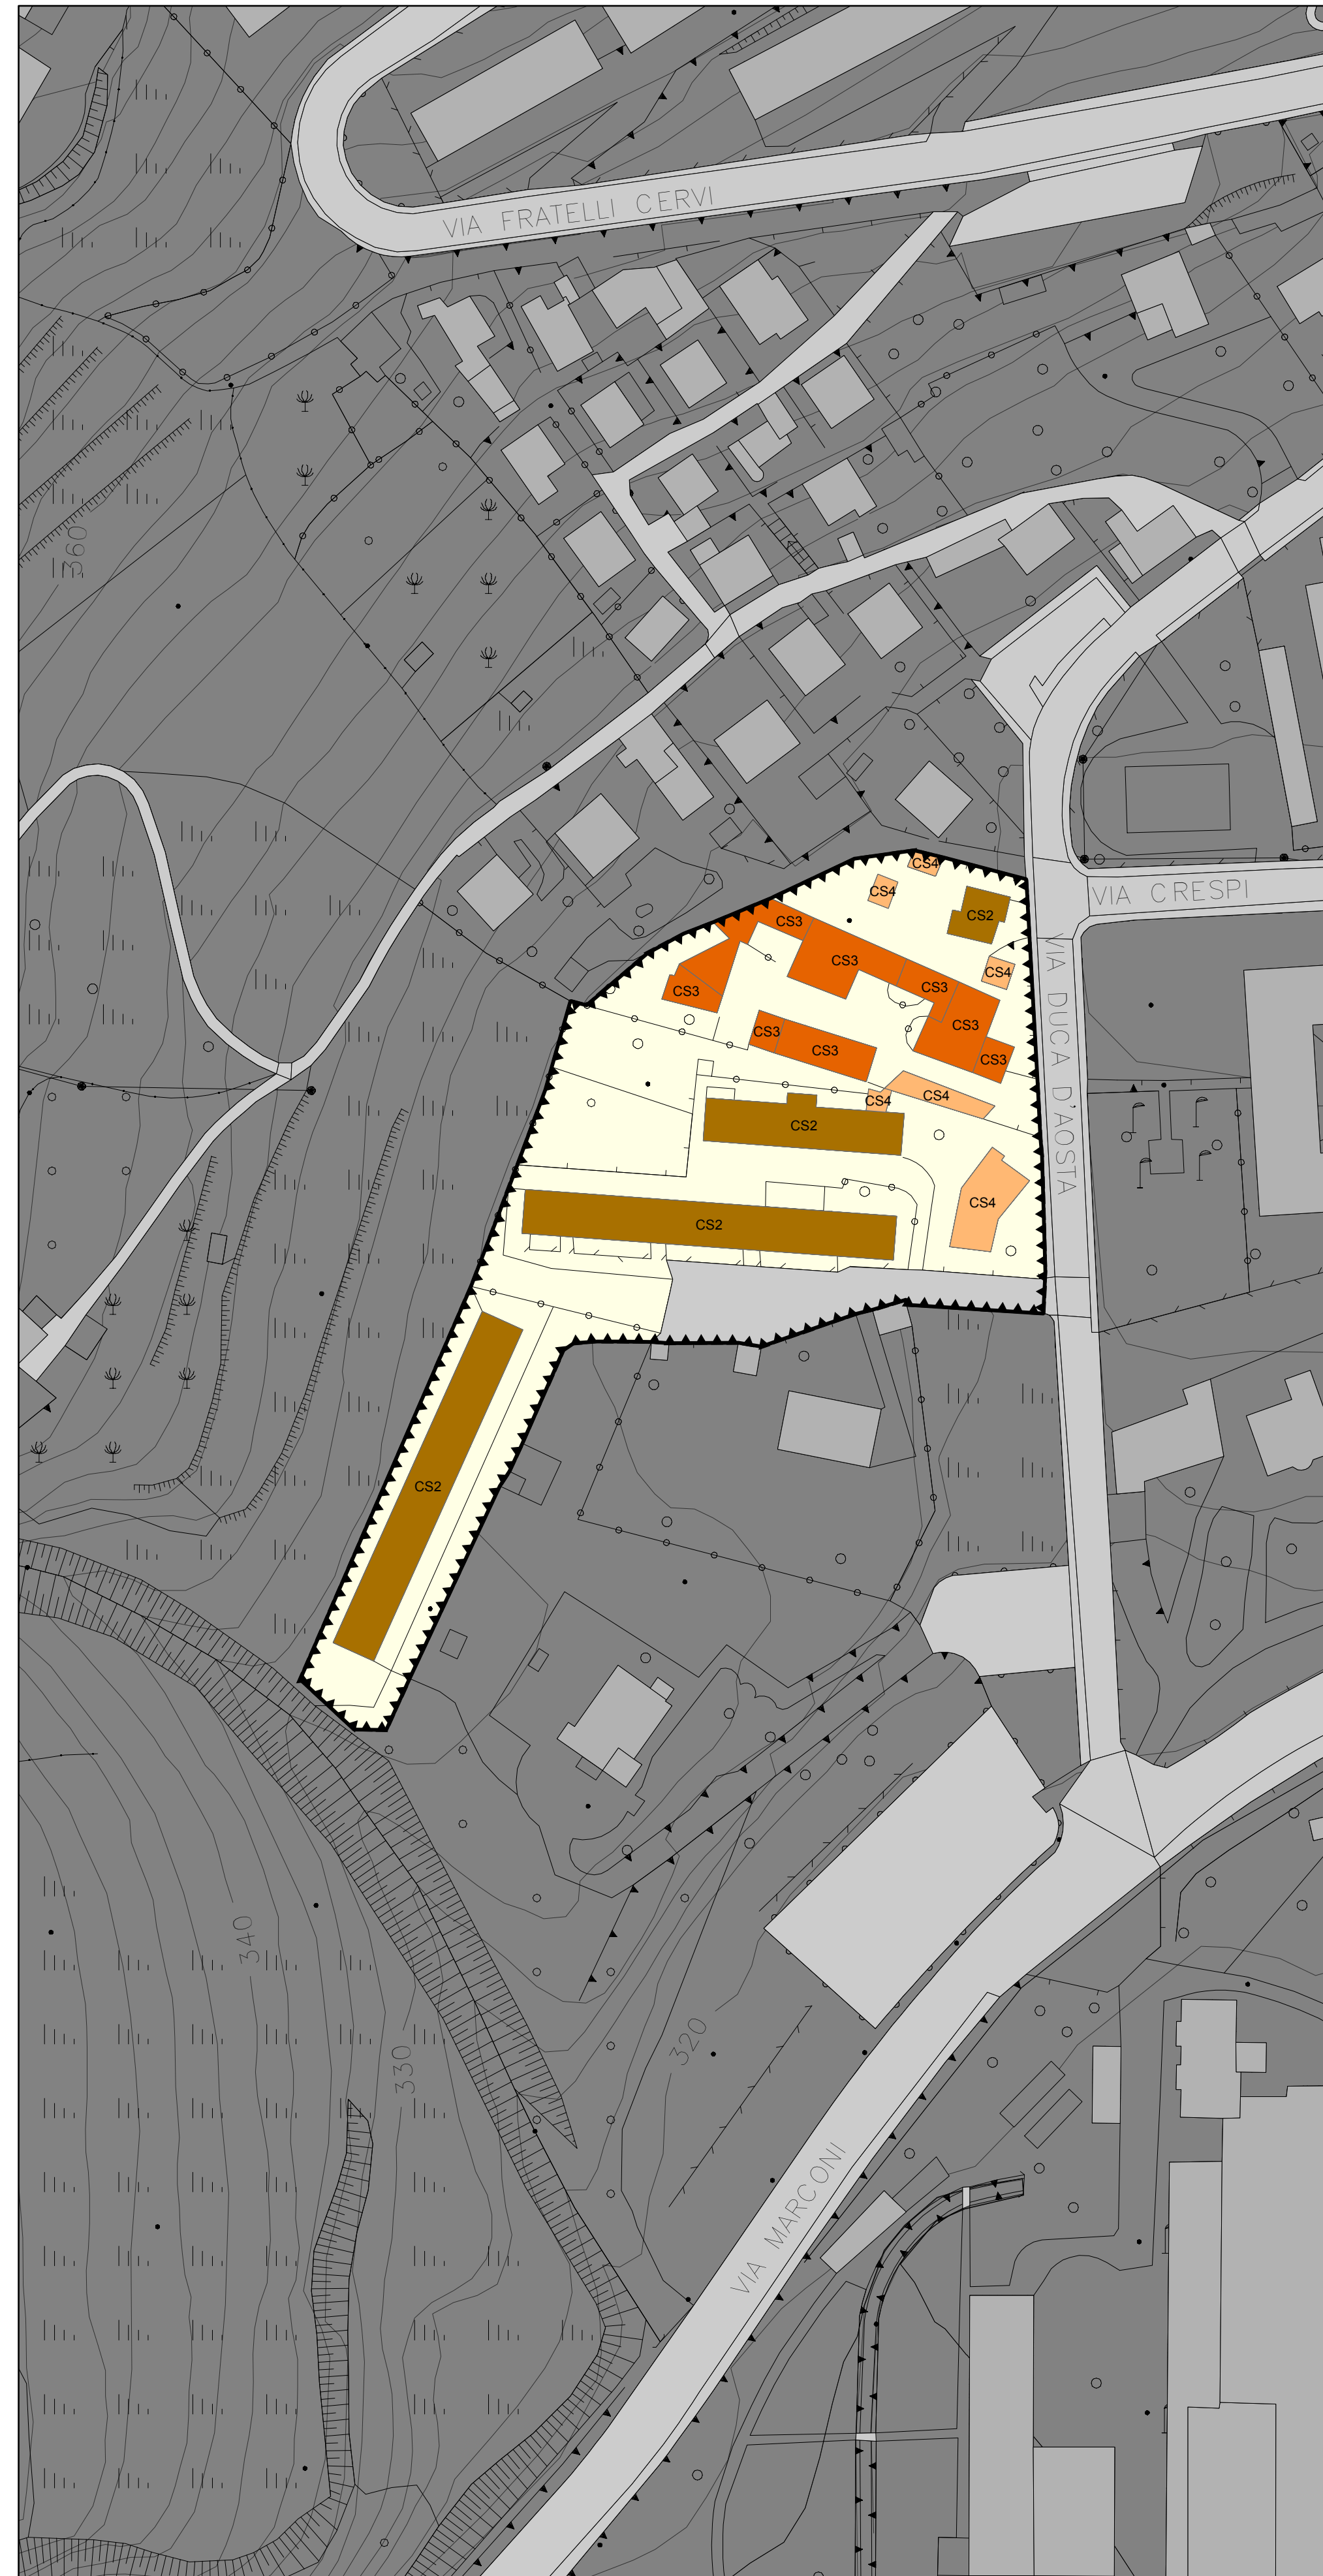 VIA FRATELLI CERVI
360
CS4
CS4
VIA CRESPI
CS2
CS3
CS3
CS4
CS3
CS3
CS3
CS3
CS3
CS3
VIA DUCA D'AOSTA
CS4
CS4
CS2
CS4
CS2
CS2
340
330
320
VIA MARCONI